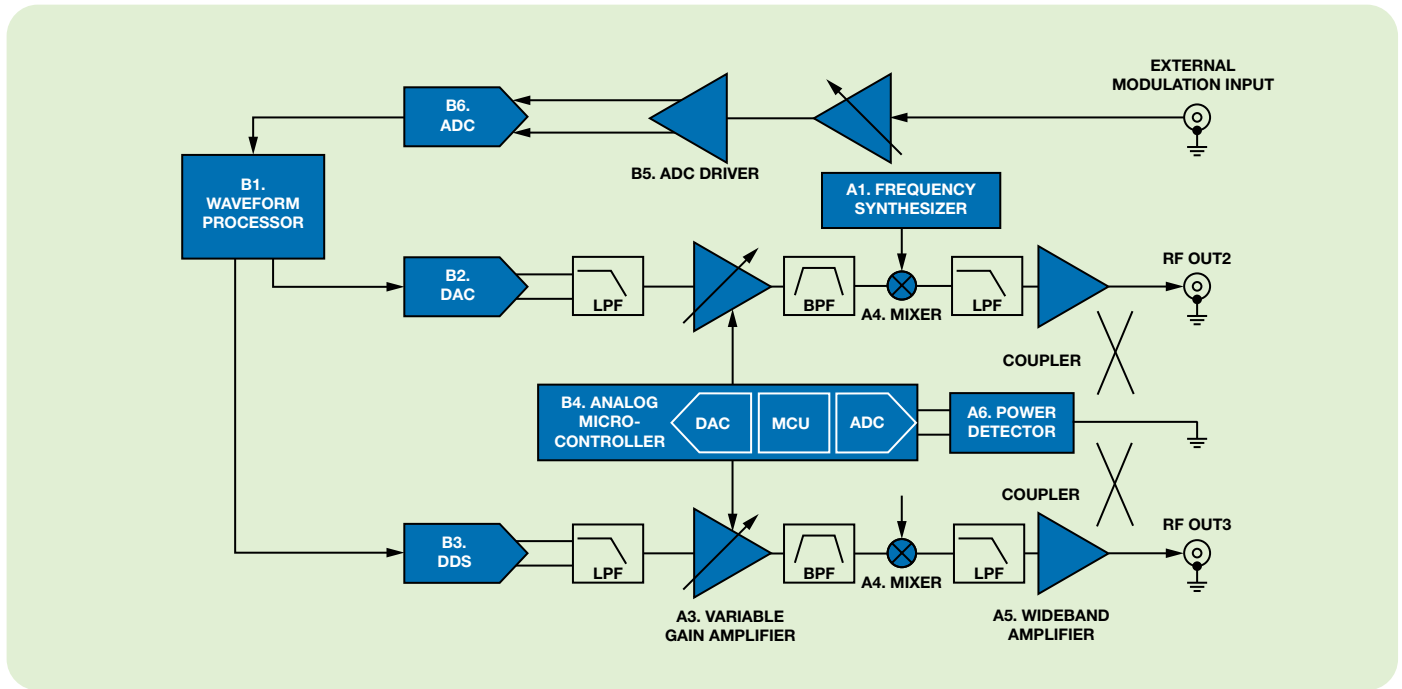 EXTERNAL
MODULATION INPUT
B6.
ADC
B5. ADC DRIVER
B1.
WAVEFORM
PROCESSOR
A1. FREQUENCY
SYNTHESIZER
B2.
DAC
LPF
BPF
A4. MIXER
LPF
RF OUT2
COUPLER
B4. ANALOG
MICRO-
CONTROLLER
DAC
MCU
ADC
A6. POWER
DETECTOR
COUPLER
B3.
DDS
LPF
BPF
A4. MIXER
LPF
RF OUT3
A3. VARIABLE
GAIN AMPLIFIER
A5. WIDEBAND
AMPLIFIER